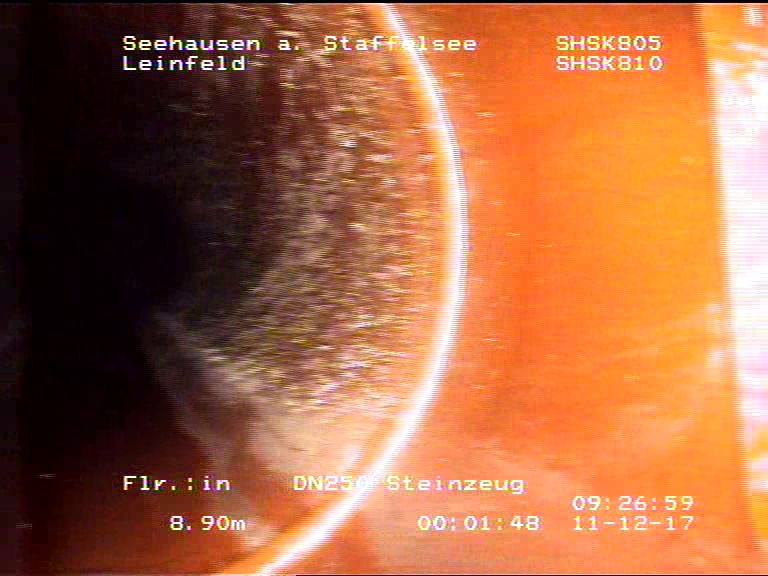 Seehausen a. Staffelsee SHSK805
Leinfeld SHSK810
Flr.:in DN250 Steinzeug
09:26:59
8.90m 00:01:48 11-12-17